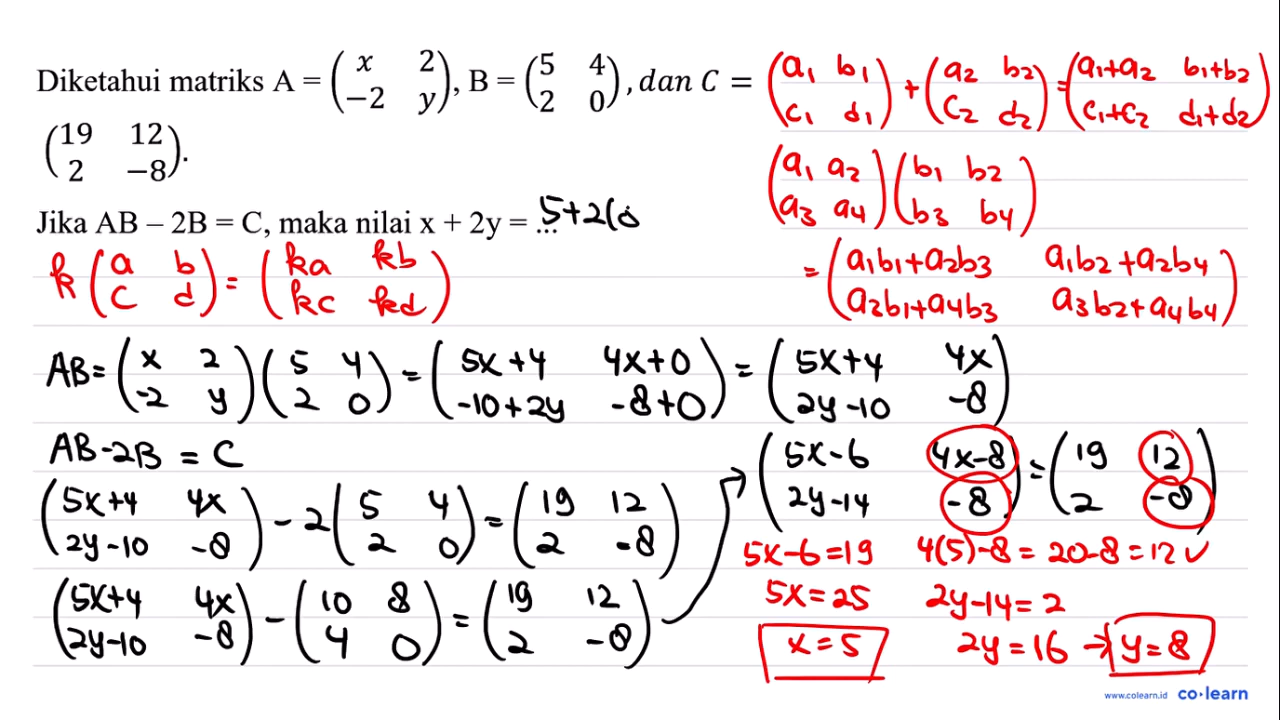 Diketahui matriks A = (x 2 / −2 y), B = (5 4 / 2 0), dan C =
(19 12 / 2 −8).
Jika AB – 2B = C, maka nilai x + 2y = ... 5+2(8
(a₁ b₁ / c₁ d₁) + (a₂ b₂ / c₂ d₂) = (a₁+a₂ b₁+b₂ / c₁+c₂ d₁+d₂)
(a₁ a₂ / a₃ a₄)(b₁ b₂ / b₃ b₄)
= (a₁b₁+a₂b₃ a₁b₂+a₂b₄ / a₂b₁+a₄b₃ a₃b₂+a₄b₄)
k (a b / c d) = (ka kb / kc kd)
AB = (x 2 / -2 y)(5 4 / 2 0) = (5x+4 4x+0 / -10+2y -8+0) = (5x+4 4x / 2y-10 -8)
AB-2B = C
(5x+4 4x / 2y-10 -8) - 2(5 4 / 2 0) = (19 12 / 2 -8)
(5x+4 4x / 2y-10 -8) - (10 8 / 4 0) = (19 12 / 2 -8)
→ (5x-6 4x-8 / 2y-14 -8) = (19 12 / 2 -8)
5x-6=19
5x=25
x=5
4(5)-8 = 20-8 = 12 ✓
2y-14=2
2y=16 → y=8
www.colearn.id co·learn